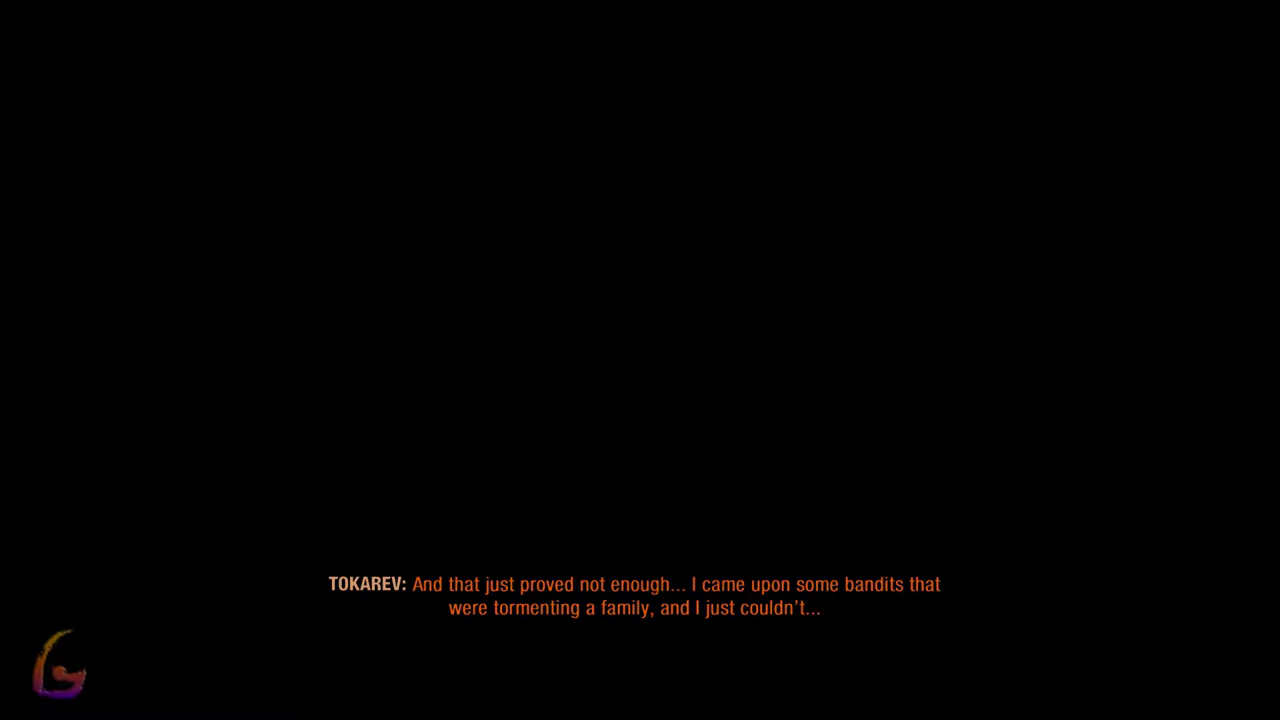 TOKAREV: And that just proved not enough... I came upon some bandits that
were tormenting a family, and I just couldn't...